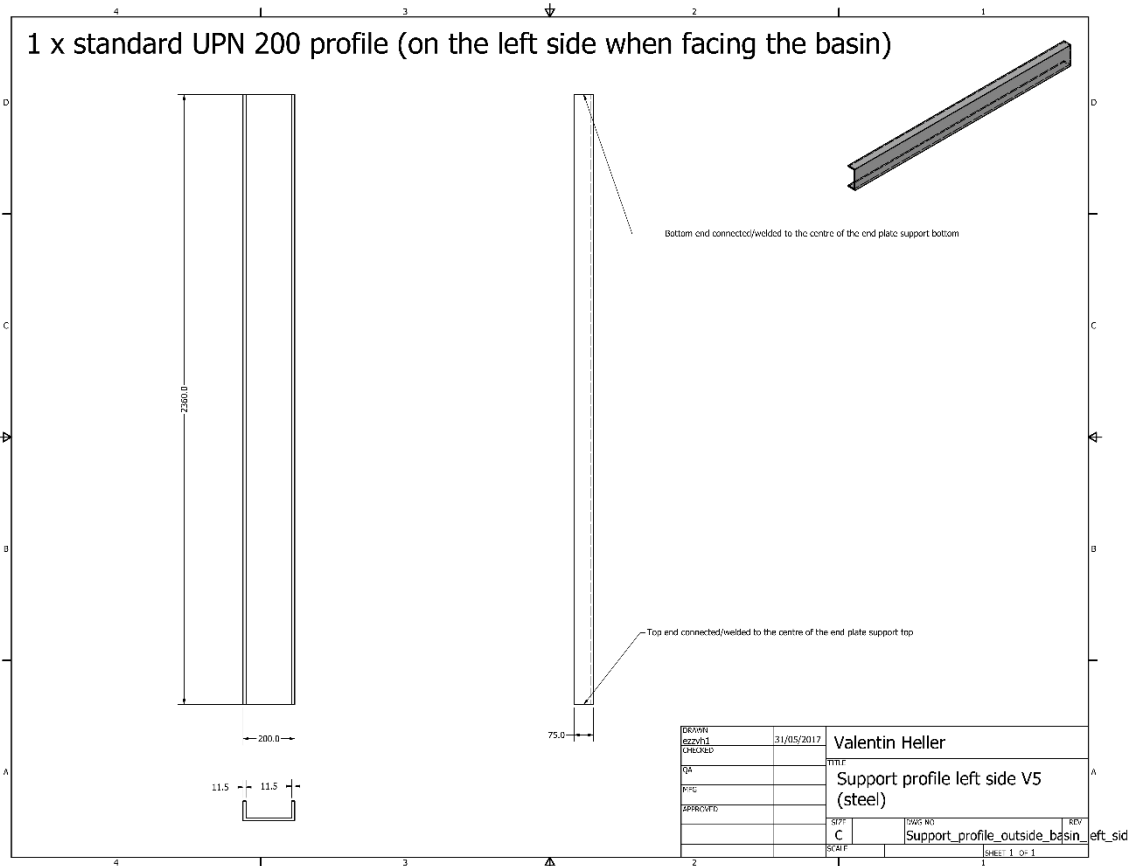 4 3 2 1
1 x standard UPN 200 profile (on the left side when facing the basin)
D D
Bottom end connected/welded to the centre of the end plate support bottom
C C
2360.0
B B
Top end connected/welded to the centre of the end plate support top
200.0
75.0
11.5 11.5
A A
DRAWN
ezzvh1 31/05/2017 Valentin Heller
CHECKED
QA
TITLE
Support profile left side V5
(steel)
MFG
APPROVED
SIZE DWG NO REV
C Support_profile_outside_basin_left_sid
SCALE SHEET 1 OF 1
4 3 2 1